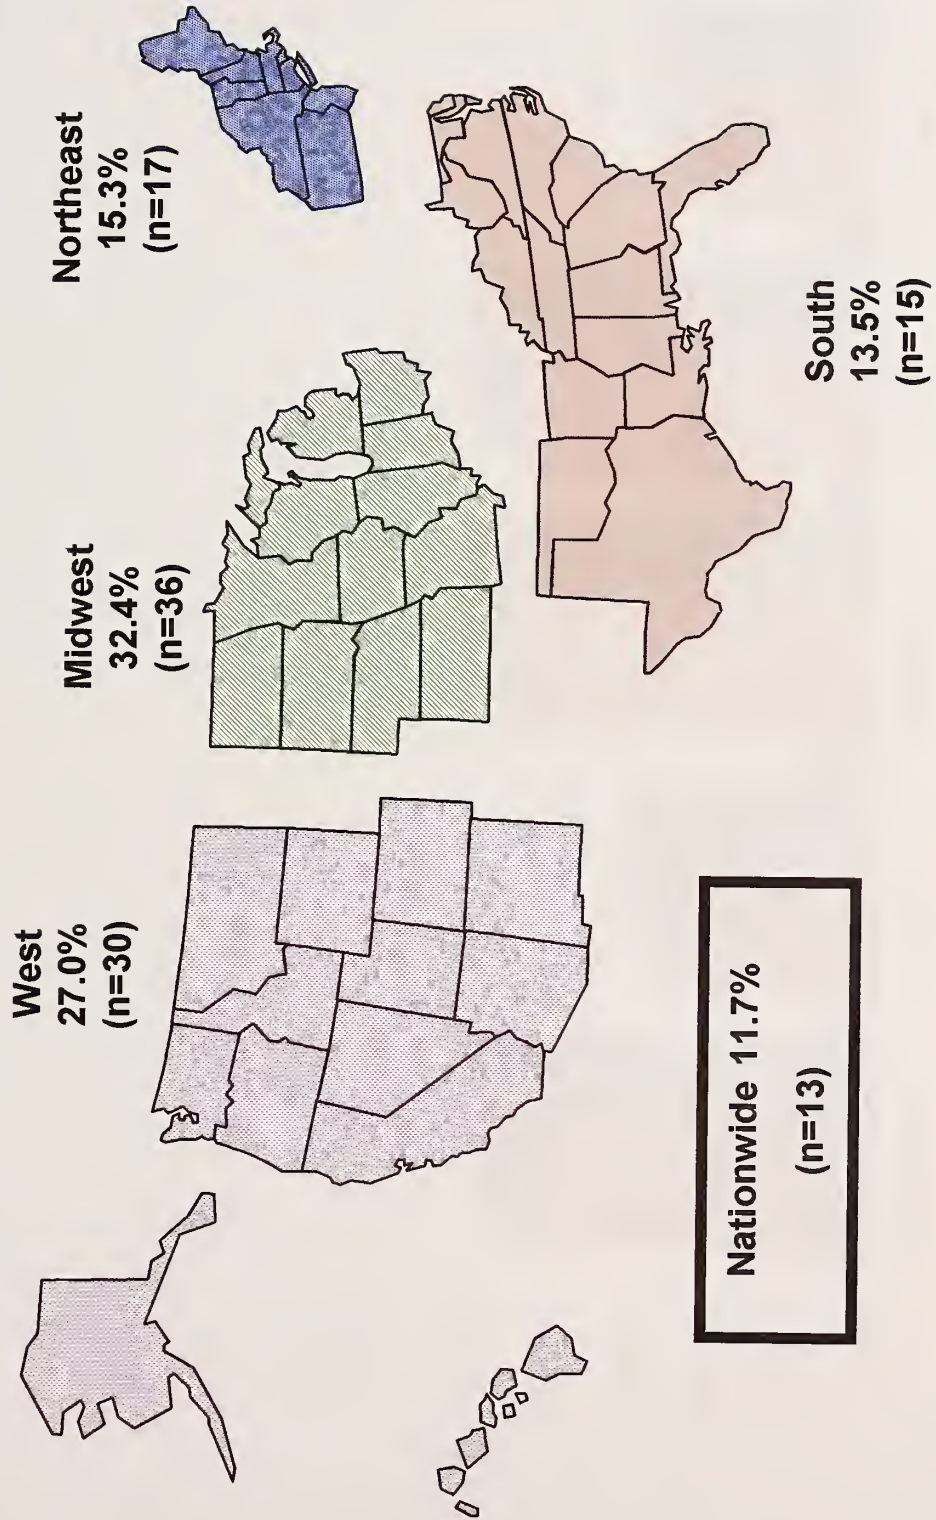 West
27.0%
(n=30)
Midwest
32.4%
(n=36)
Northeast
15.3%
(n=17)
South
13.5%
(n=15)
Nationwide 11.7%
(n=13)